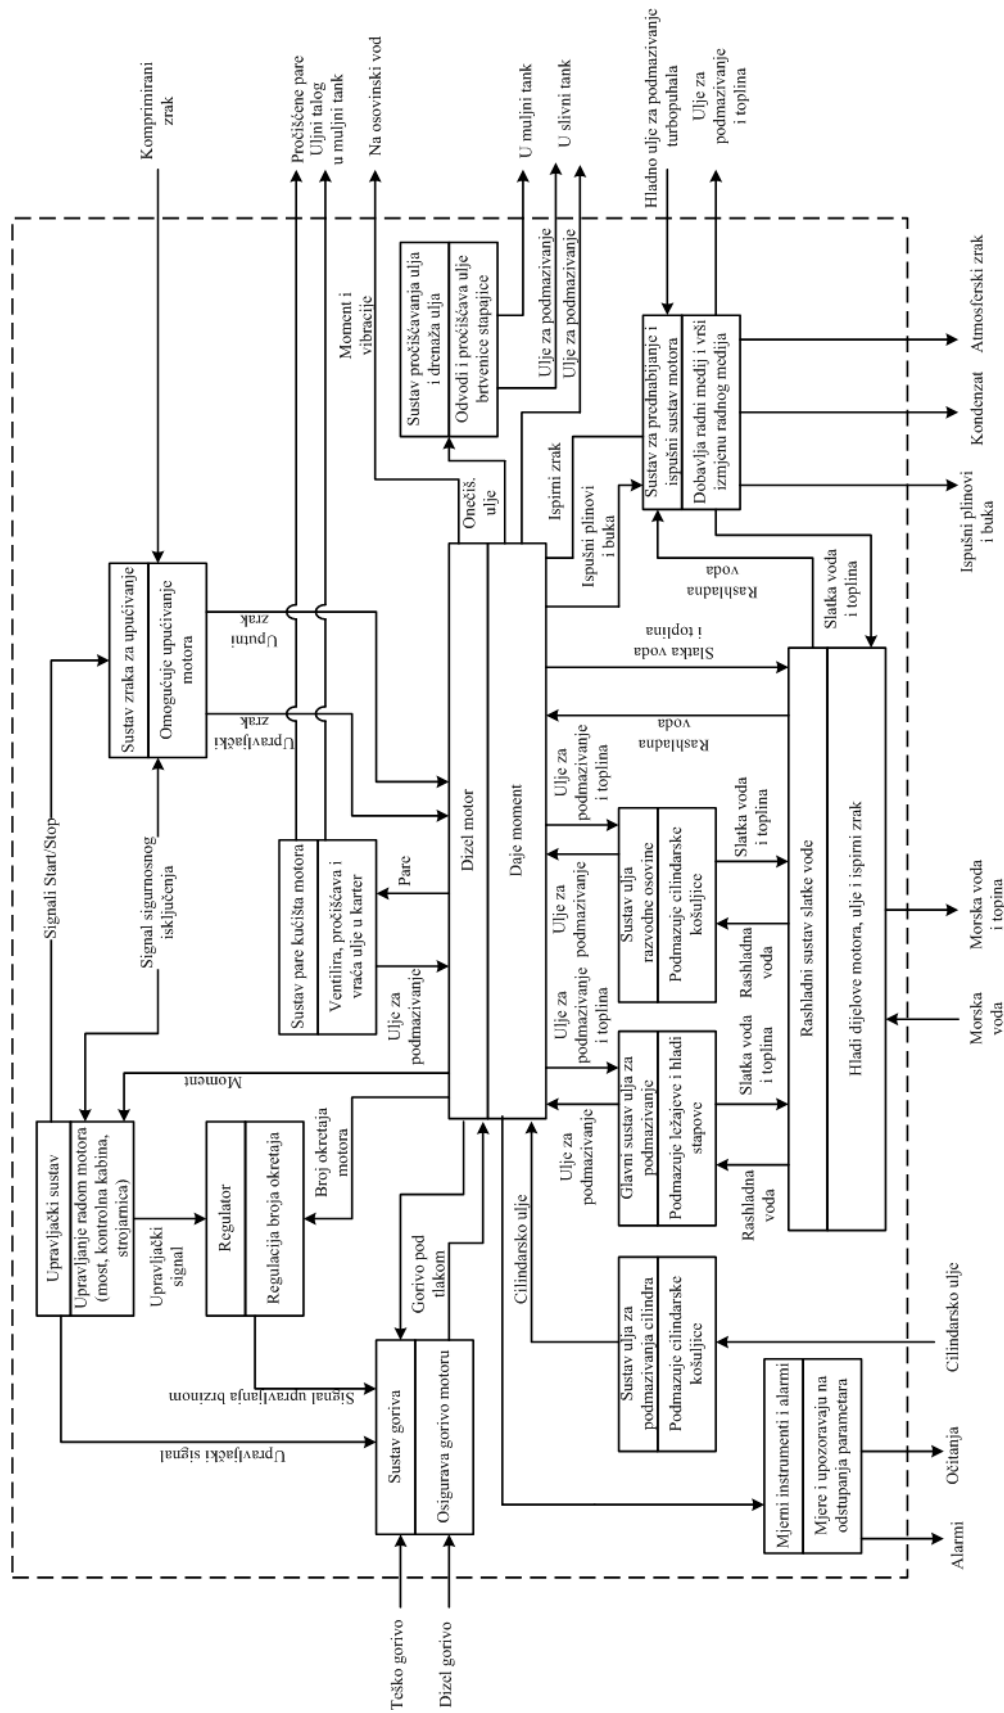 Komprimirani
zrak
Pročišćene pare
Uljni talog
u muljni tank
Na osovinski vod
U muljni tank
U slivni tank
Hladno ulje za podmazivanje
turbopuhala
Ulje za
podmazivanje
i toplina
Signali Start/Stop
Sustav zraka za upućivanje
Omogućuje upućivanje
motora
Signal sigurnosnog
isključenja
Uputni
zrak
Upravljački
zrak
Moment i
vibracije
Sustav pročišćavanja ulja
i drenaža ulja
Odvodi i pročišćava ulje
brtvenice stapajice
Ulje za podmazivanje
Ulje za podmazivanje
Onečiš.
ulje
Upravljački sustav
Upravljanje radom motora
(most, kontrolna kabina,
strojarnica)
Moment
Upravljački
signal
Regulator
Regulacija broja okretaja
Broj okretaja
motora
Sustav pare kućišta motora
Ventilira, pročišćava i
vraća ulje u karter
Pare
Ulje za
podmazivanje
Signal upravljanja brzinom
Upravljački signal
Teško gorivo
Dizel gorivo
Sustav goriva
Osigurava gorivo motoru
Gorivo pod
tlakom
Dizel motor
Daje moment
Ispirni zrak
Ispušni plinovi
i buka
Sustav za prednabijanje i
ispušni sustav motora
Dobavlja radni medij i vrši
izmjenu radnog medija
Atmosferski zrak
Kondenzat
Ispušni plinovi
i buka
Rashladna
voda
Slatka voda
i toplina
Slatka voda
i toplina
Rashladna
voda
Cilindarsko ulje
Ulje za
podmazivanje
Ulje za
podmazivanje
i toplina
Ulje za
podmazivanje
Ulje za
podmazivanje
i toplina
Sustav ulja za
podmazivanja cilindra
Podmazuje cilindarske
košuljice
Glavni sustav ulja za
podmazivanje
Podmazuje ležajeve i hladi
stapove
Sustav ulja
razvodne osovine
Podmazuje cilindarske
košuljice
Rashladna
voda
Slatka voda
i toplina
Rashladna
voda
Slatka voda
i toplina
Rashladni sustav slatke vode
Hladi dijelove motora, ulje i ispirni zrak
Mjerni instrumenti i alarmi
Mjere i upozoravaju na
odstupanja parametara
Alarmi
Očitanja
Cilindarsko ulje
Morska
voda
Morska voda
i topina